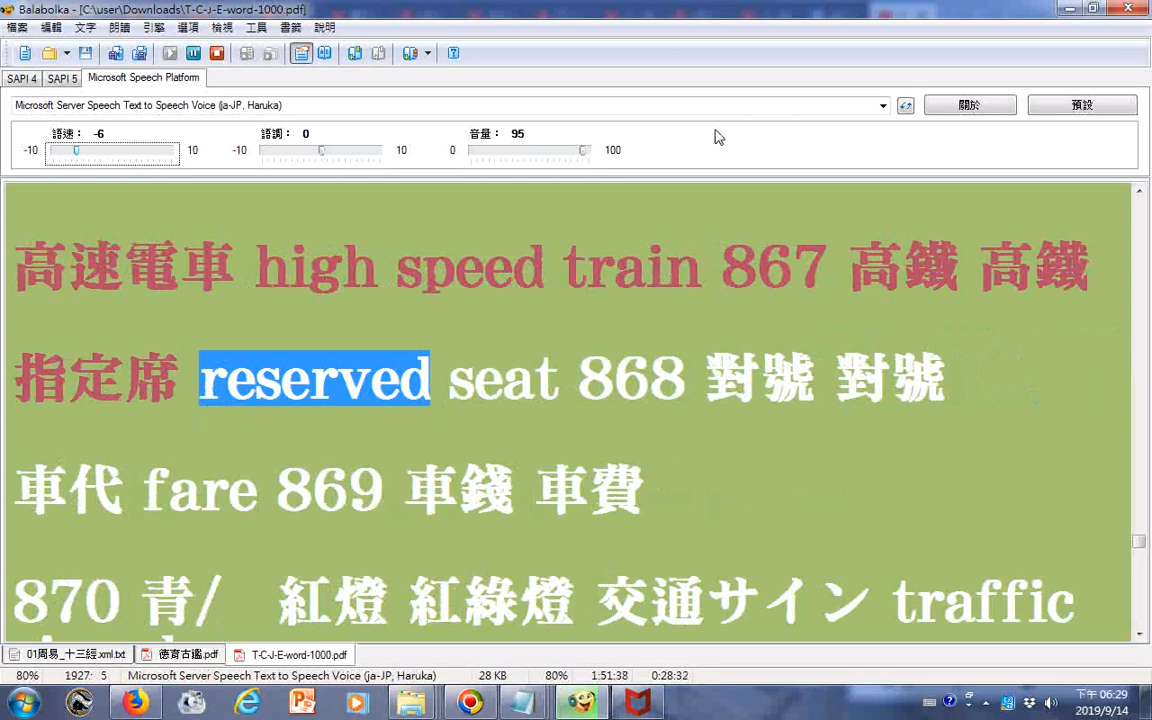 Balabolka - [C:\user\Downloads\T-C-J-E-word-1000.pdf]
檔案 編輯 文字 朗讀 引擎 選項 檢視 工具 書籤 說明
SAPI 4 SAPI 5 Microsoft Speech Platform
Microsoft Server Speech Text to Speech Voice (ja-JP, Haruka) 關於 預設
語速： -6 語調： 0 音量： 95
-10 10 -10 10 0 100
高速電車 high speed train 867 高鐵 高鐵
指定席 reserved seat 868 對號 對號
車代 fare 869 車錢 車費
870 青/ 紅燈 紅綠燈 交通サイン traffic
01周易_十三經.xml.txt 德育古鑑.pdf T-C-J-E-word-1000.pdf
80% 1927: 5 Microsoft Server Speech Text to Speech Voice (ja-JP, Haruka) 28 KB 80% 1:51:38 0:28:32
下午 06:29
2019/9/14